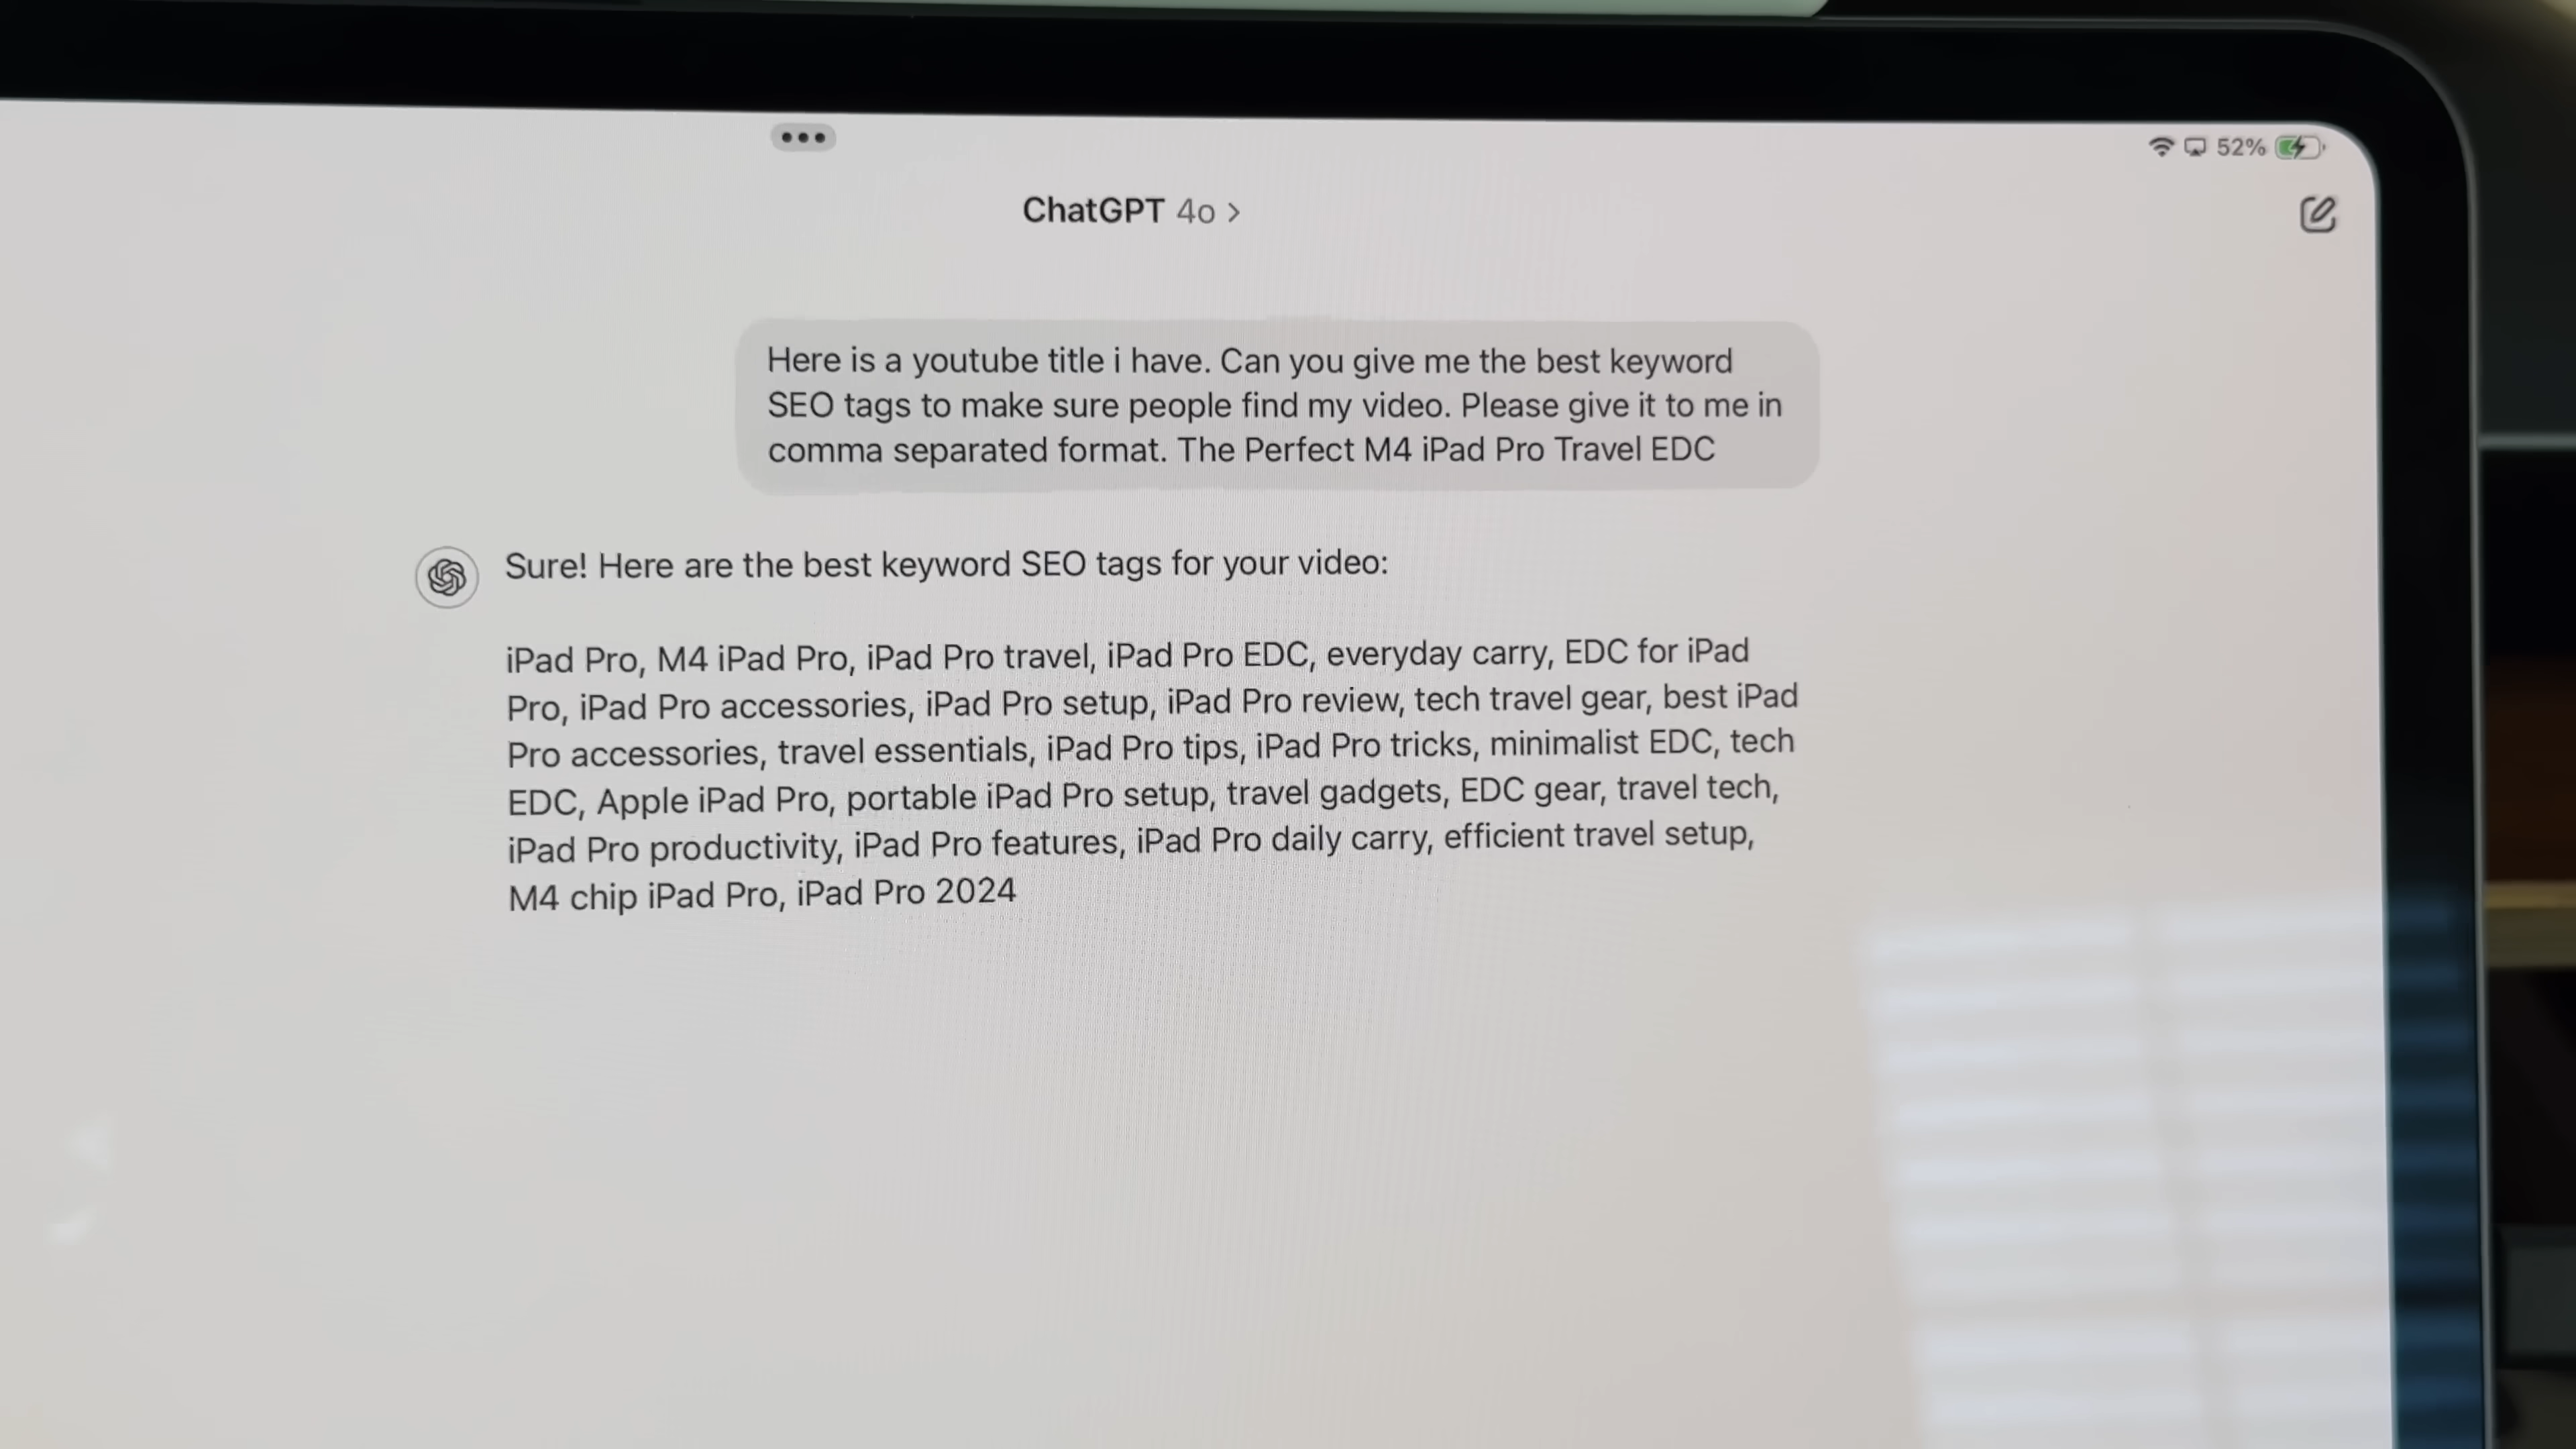 52%
ChatGPT 4o >
Here is a youtube title i have. Can you give me the best keyword
SEO tags to make sure people find my video. Please give it to me in
comma separated format. The Perfect M4 iPad Pro Travel EDC
Sure! Here are the best keyword SEO tags for your video:
iPad Pro, M4 iPad Pro, iPad Pro travel, iPad Pro EDC, everyday carry, EDC for iPad
Pro, iPad Pro accessories, iPad Pro setup, iPad Pro review, tech travel gear, best iPad
Pro accessories, travel essentials, iPad Pro tips, iPad Pro tricks, minimalist EDC, tech
EDC, Apple iPad Pro, portable iPad Pro setup, travel gadgets, EDC gear, travel tech,
iPad Pro productivity, iPad Pro features, iPad Pro daily carry, efficient travel setup,
M4 chip iPad Pro, iPad Pro 2024